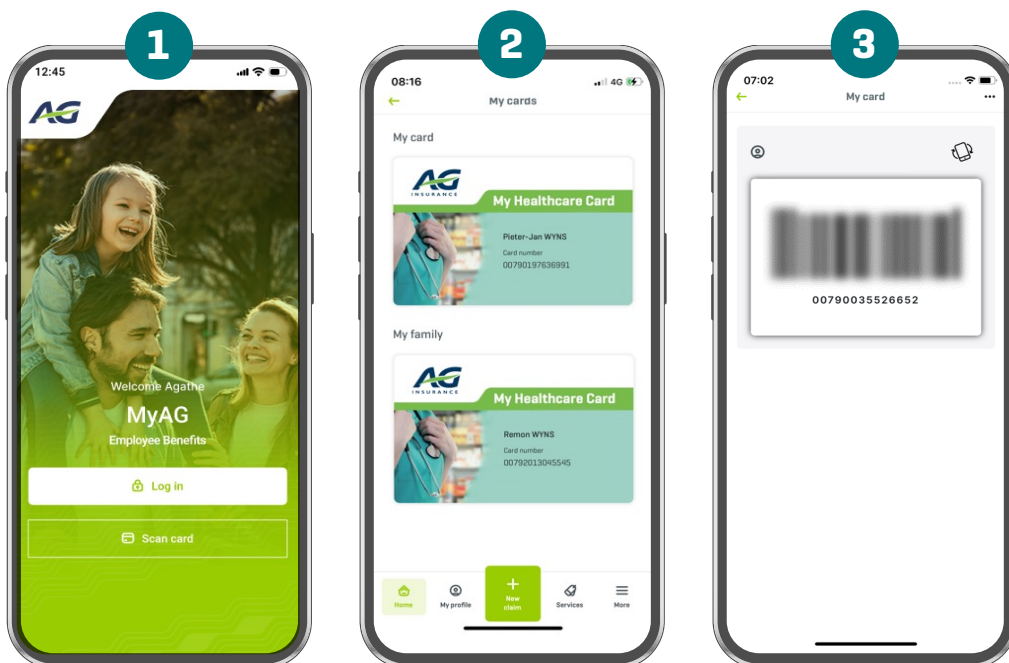 1
12:45
AG
Welcome Agathe
MyAG
Employee Benefits
Log in
Scan card
2
08:16
4G
My cards
My card
AG
INSURANCE
My Healthcare Card
Pieter-Jan WYNS
Card number
00790197636991
My family
AG
INSURANCE
My Healthcare Card
Remon WYNS
Card number
00792013045545
Home
My profile
New
claim
Services
More
3
07:02
My card
00790035526652